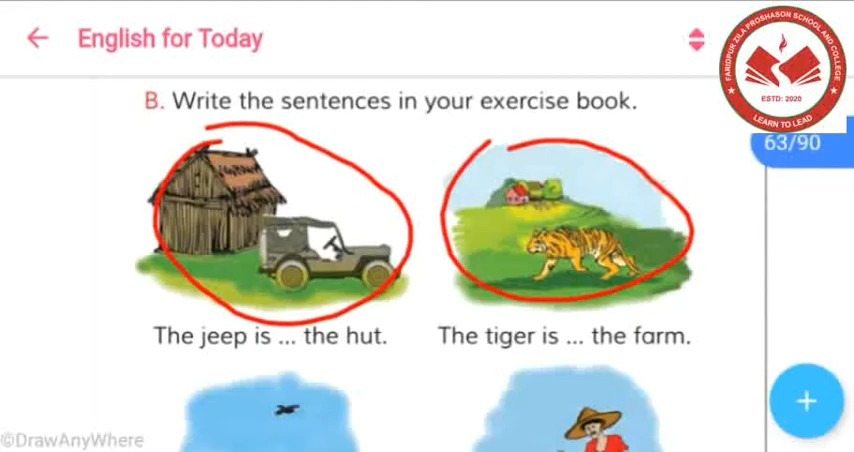 English for Today
FARIDPUR ZILA PROSHASON SCHOOL AND COLLEGE
ESTD: 2020
LEARN TO LEAD
63/90
B. Write the sentences in your exercise book.
The jeep is ... the hut.
The tiger is ... the farm.
©DrawAnyWhere